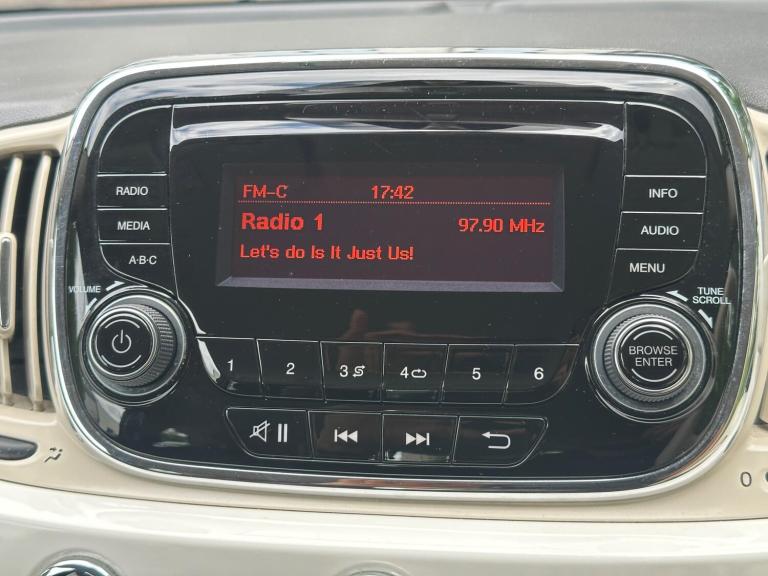 FM-C 17:42
Radio 1 97.90 MHz
Let's do Is It Just Us!
RADIO
MEDIA
A·B·C
VOLUME
INFO
AUDIO
MENU
TUNE
SCROLL
BROWSE
ENTER
1 2 3 4 5 6
0